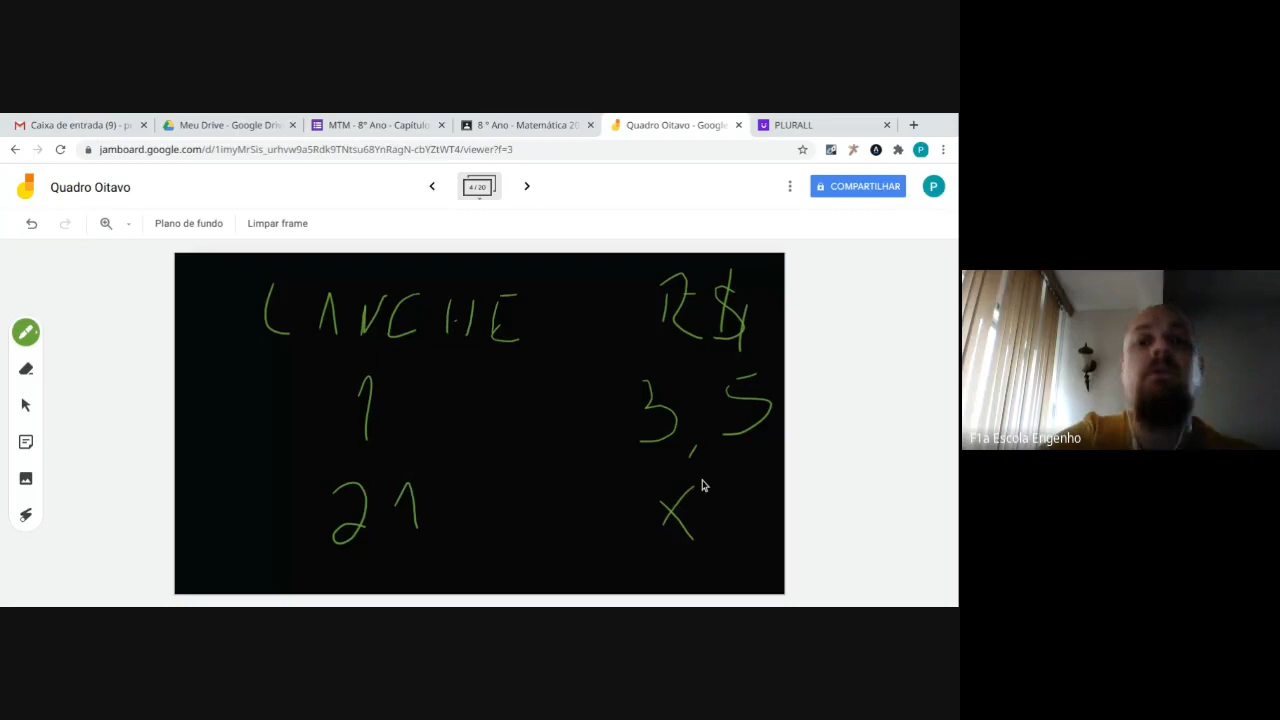 Caixa de entrada (9) - p
Meu Drive - Google Dri
MTM - 8° Ano - Capítulo
8 º Ano - Matemática 20
Quadro Oitavo - Google
PLURALL
jamboard.google.com/d/1imyMrSis_urhvw9a5Rdk9TNtsu68YnRagN-cbYZtWT4/viewer?f=3
P
Quadro Oitavo
4 / 20
COMPARTILHAR
P
Plano de fundo
Limpar frame
LANCHE R$
1 3,5
21 x
F1a Escola Engenho